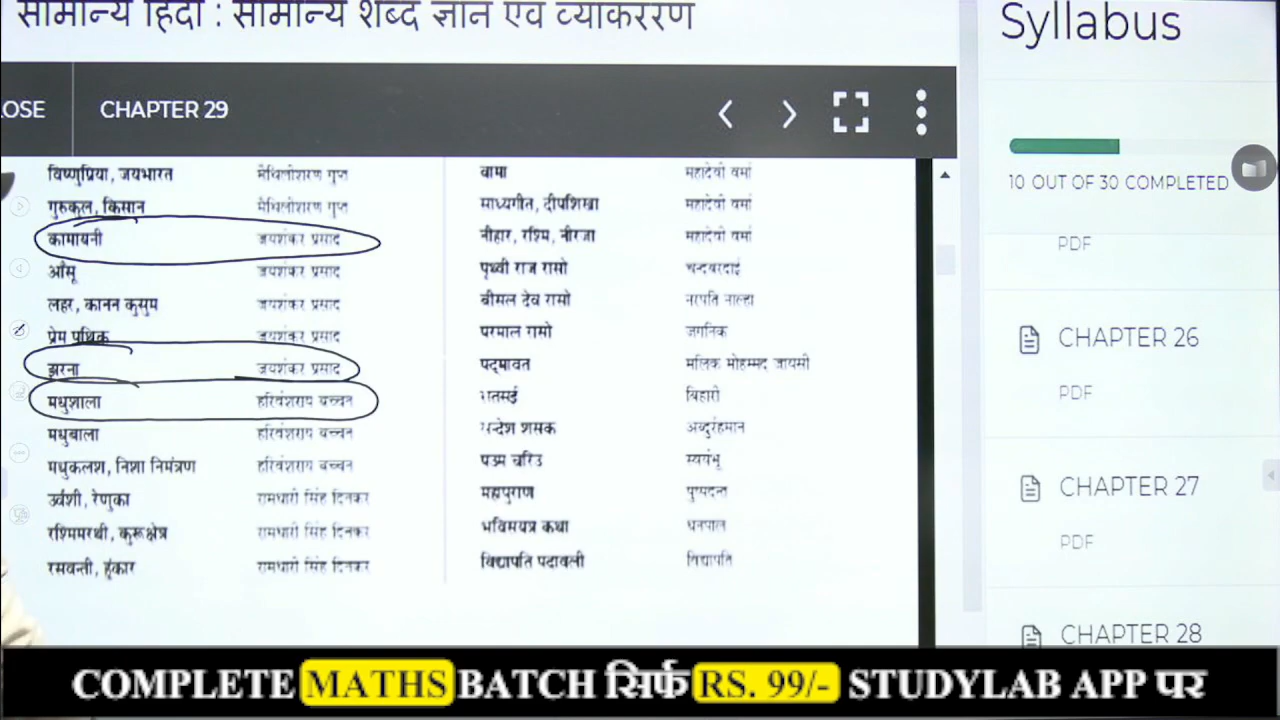 सामान्य हिंदी : सामान्य शब्द ज्ञान एवं व्याकररण
LOSE
CHAPTER 29
विष्णुप्रिया, जयभारत मैथिलीशरण गुप्त
गुरुकुल, किसान मैथिलीशरण गुप्त
कामायनी जयशंकर प्रसाद
आँसू जयशंकर प्रसाद
लहर, कानन कुसुम जयशंकर प्रसाद
प्रेम पथिक जयशंकर प्रसाद
झरना जयशंकर प्रसाद
मधुशाला हरिवंशराय बच्चन
मधुबाला हरिवंशराय बच्चन
मधुकलश, निशा निमंत्रण हरिवंशराय बच्चन
उर्वशी, रेणुका रामधारी सिंह दिनकर
रश्मिमरथी, कुरूक्षेत्र रामधारी सिंह दिनकर
रसवन्ती, हुंकार रामधारी सिंह दिनकर
यामा महादेवी वर्मा
साध्यगीत, दीपशिखा महादेवी वर्मा
नीहार, रश्मि, नीरजा महादेवी वर्मा
पृथ्वी राज रासो चन्दबरदाई
बीसल देव रासो नरपति नाल्हा
परमाल रासो जगनिक
पद्मावत मलिक मोहम्मद जायसी
सतसई बिहारी
सन्देश रासक अब्दुर्रहमान
पउम चरिउ स्वयंभू
महापुराण पुष्पदन्त
भविसयत्र कथा धनपाल
विद्यापति पदावली विद्यापति
Syllabus
10 OUT OF 30 COMPLETED
PDF
CHAPTER 26
PDF
CHAPTER 27
PDF
CHAPTER 28
COMPLETE MATHS BATCH सिर्फ RS. 99/- STUDYLAB APP पर